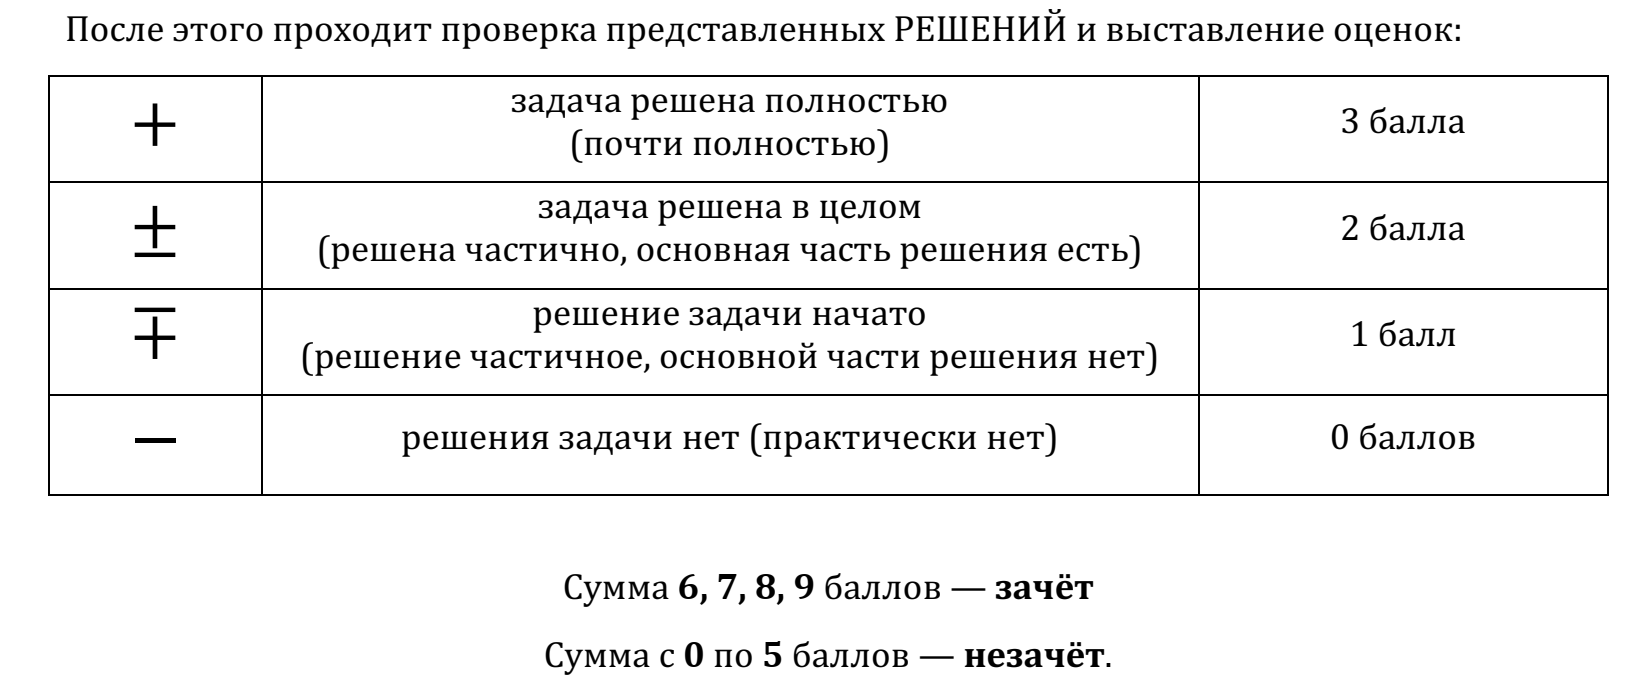 После этого проходит проверка представленных РЕШЕНИЙ и выставление оценок:
+
задача решена полностью
(почти полностью)
3 балла
±
задача решена в целом
(решена частично, основная часть решения есть)
2 балла
∓
решение задачи начато
(решение частичное, основной части решения нет)
1 балл
−
решения задачи нет (практически нет)
0 баллов
Сумма 6, 7, 8, 9 баллов — зачёт
Сумма с 0 по 5 баллов — незачёт.